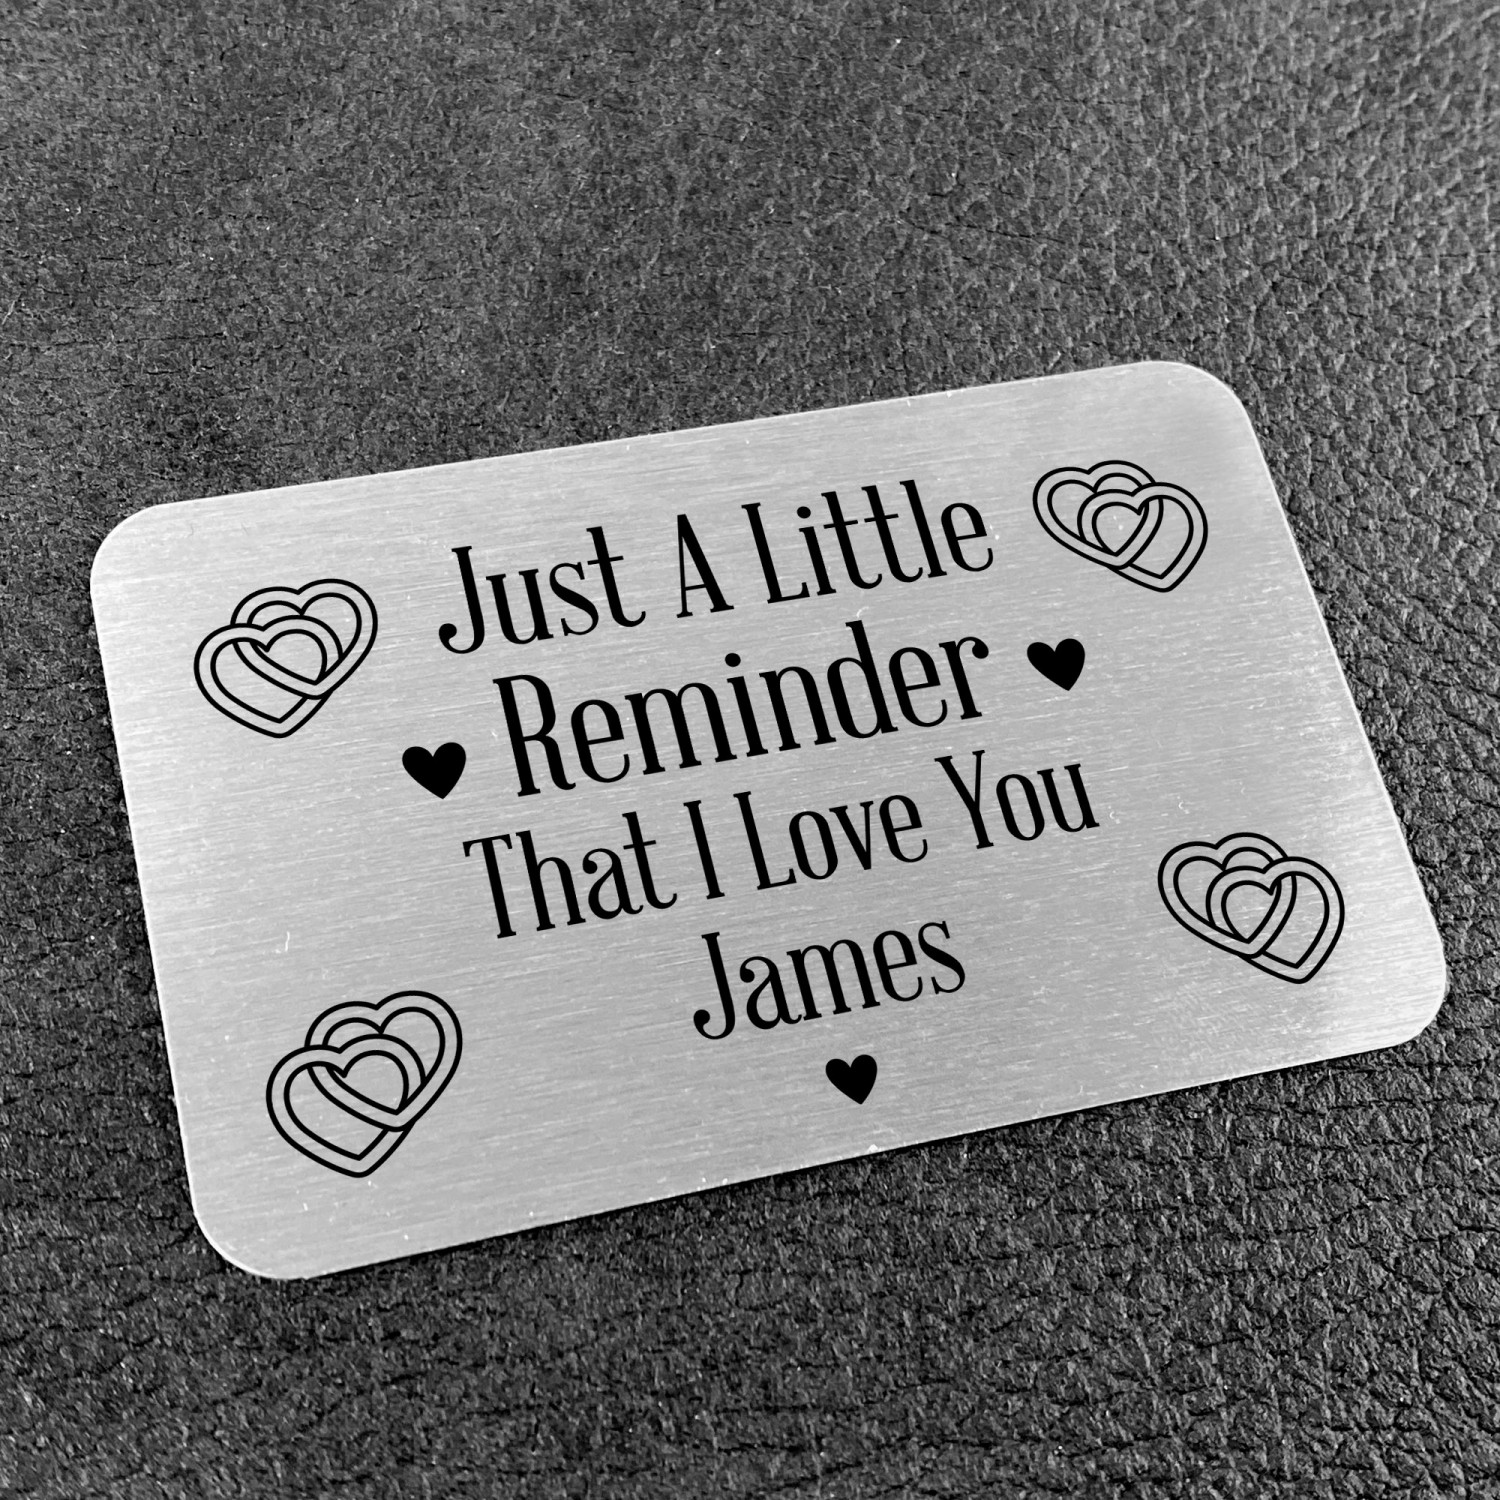 Just A Little
Reminder
That I Love You
James